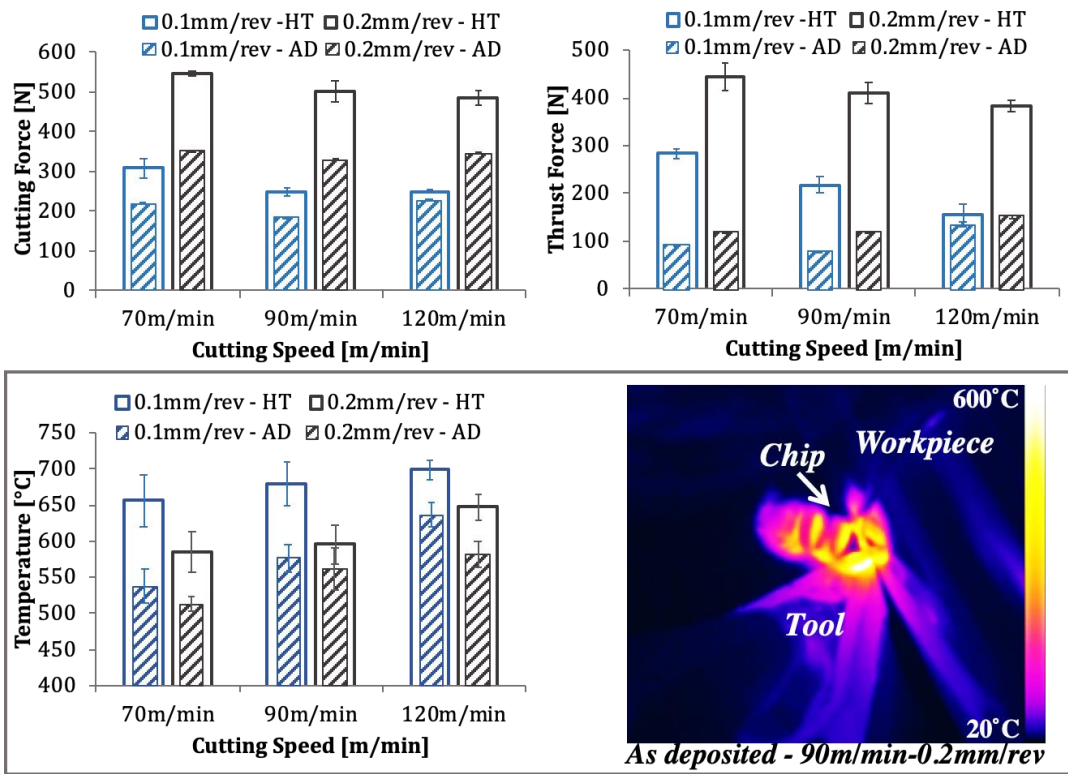 0.1mm/rev -HT 0.2mm/rev - HT
0.1mm/rev - AD 0.2mm/rev - AD
Cutting Force [N]
600
500
400
300
200
100
0
70m/min 90m/min 120m/min
Cutting Speed [m/min]
0.1mm/rev -HT 0.2mm/rev - HT
0.1mm/rev - AD 0.2mm/rev - AD
Thrust Force [N]
500
400
300
200
100
0
70m/min 90m/min 120m/min
Cutting Speed [m/min]
0.1mm/rev - HT 0.2mm/rev - HT
0.1mm/rev - AD 0.2mm/rev - AD
Temperature [°C]
750
700
650
600
550
500
450
400
70m/min 90m/min 120m/min
Cutting Speed [m/min]
600°C
Workpiece
Chip
Tool
20°C
As deposited - 90m/min-0.2mm/rev